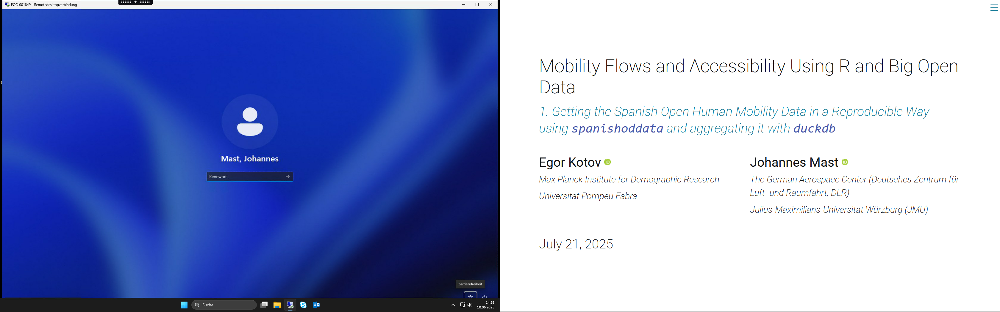 EOC-001849 - Remotedesktopverbindung
Mast, Johannes
Kennwort
Barrierefreiheit
Suche
14:29
10.06.2025
Mobility Flows and Accessibility Using R and Big Open
Data
1. Getting the Spanish Open Human Mobility Data in a Reproducible Way
using spanishoddata and aggregating it with duckdb
Egor Kotov iD
Max Planck Institute for Demographic Research
Universitat Pompeu Fabra
Johannes Mast iD
The German Aerospace Center (Deutsches Zentrum für
Luft- und Raumfahrt, DLR)
Julius-Maximilians-Universität Würzburg (JMU)
July 21, 2025